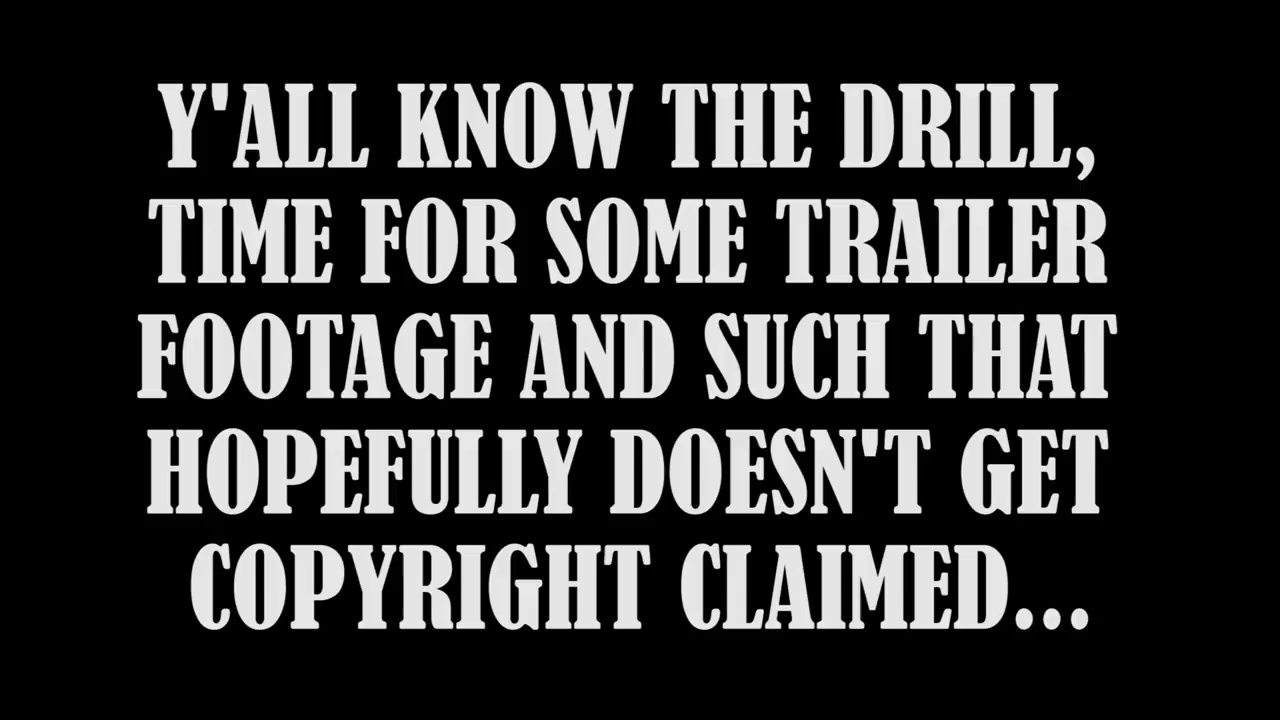 Y'ALL KNOW THE DRILL,
TIME FOR SOME TRAILER
FOOTAGE AND SUCH THAT
HOPEFULLY DOESN'T GET
COPYRIGHT CLAIMED...